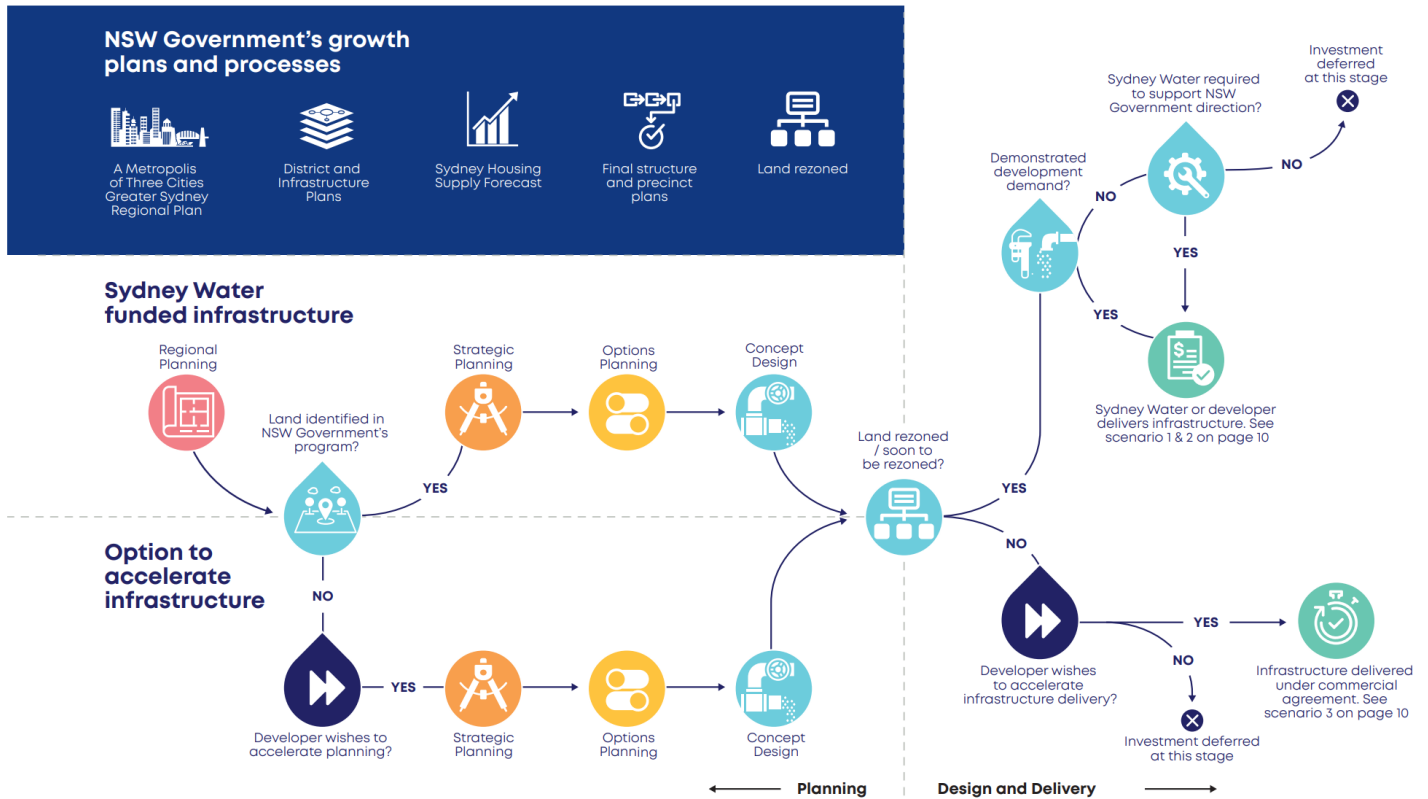 NSW Government's growth
plans and processes
A Metropolis
of Three Cities
Greater Sydney
Regional Plan
District and
Infrastructure
Plans
Sydney Housing
Supply Forecast
Final structure
and precinct
plans
Land rezoned
Sydney Water
funded infrastructure
Regional
Planning
Land identified in
NSW Government's
program?
YES
Strategic
Planning
Options
Planning
Concept
Design
Option to
accelerate
infrastructure
NO
Developer wishes to
accelerate planning?
YES
Strategic
Planning
Options
Planning
Concept
Design
Land rezoned
/ soon to
be rezoned?
YES
NO
Demonstrated
development
demand?
NO
YES
Sydney Water required
to support NSW
Government direction?
NO
Investment
deferred
at this stage
YES
$
Sydney Water or developer
delivers infrastructure. See
scenario 1 & 2 on page 10
Developer wishes
to accelerate
infrastructure delivery?
YES
NO
Investment deferred
at this stage
Infrastructure delivered
under commercial
agreement. See
scenario 3 on page 10
Planning
Design and Delivery